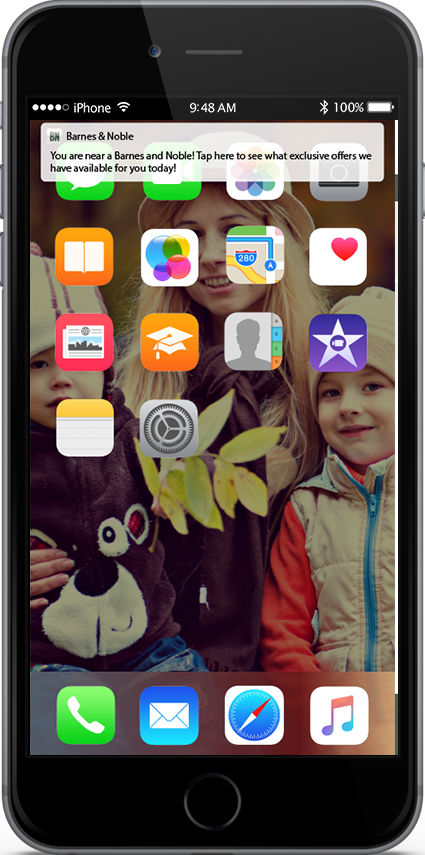 iPhone 9:48 AM 100%
BN Barnes & Noble
You are near a Barnes and Noble! Tap here to see what exclusive offers we
have available for you today!
280
A